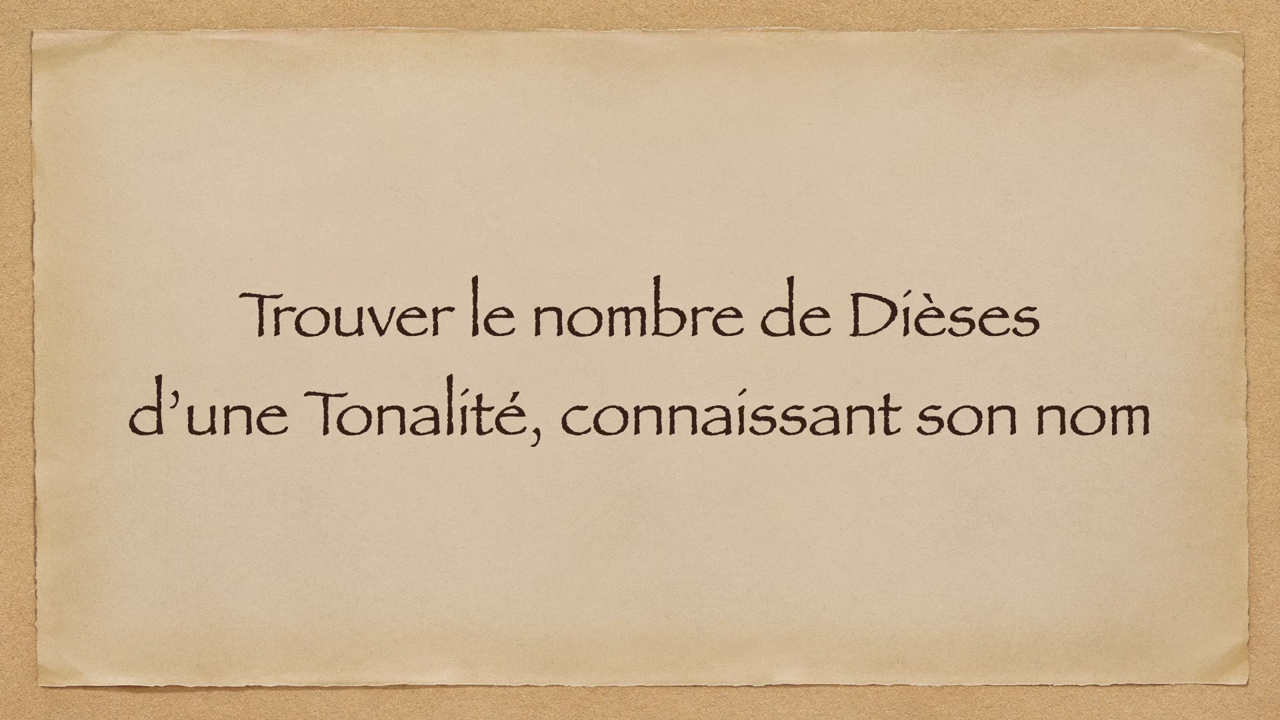 Trouver le nombre de Dièses
d’une Tonalité, connaissant son nom